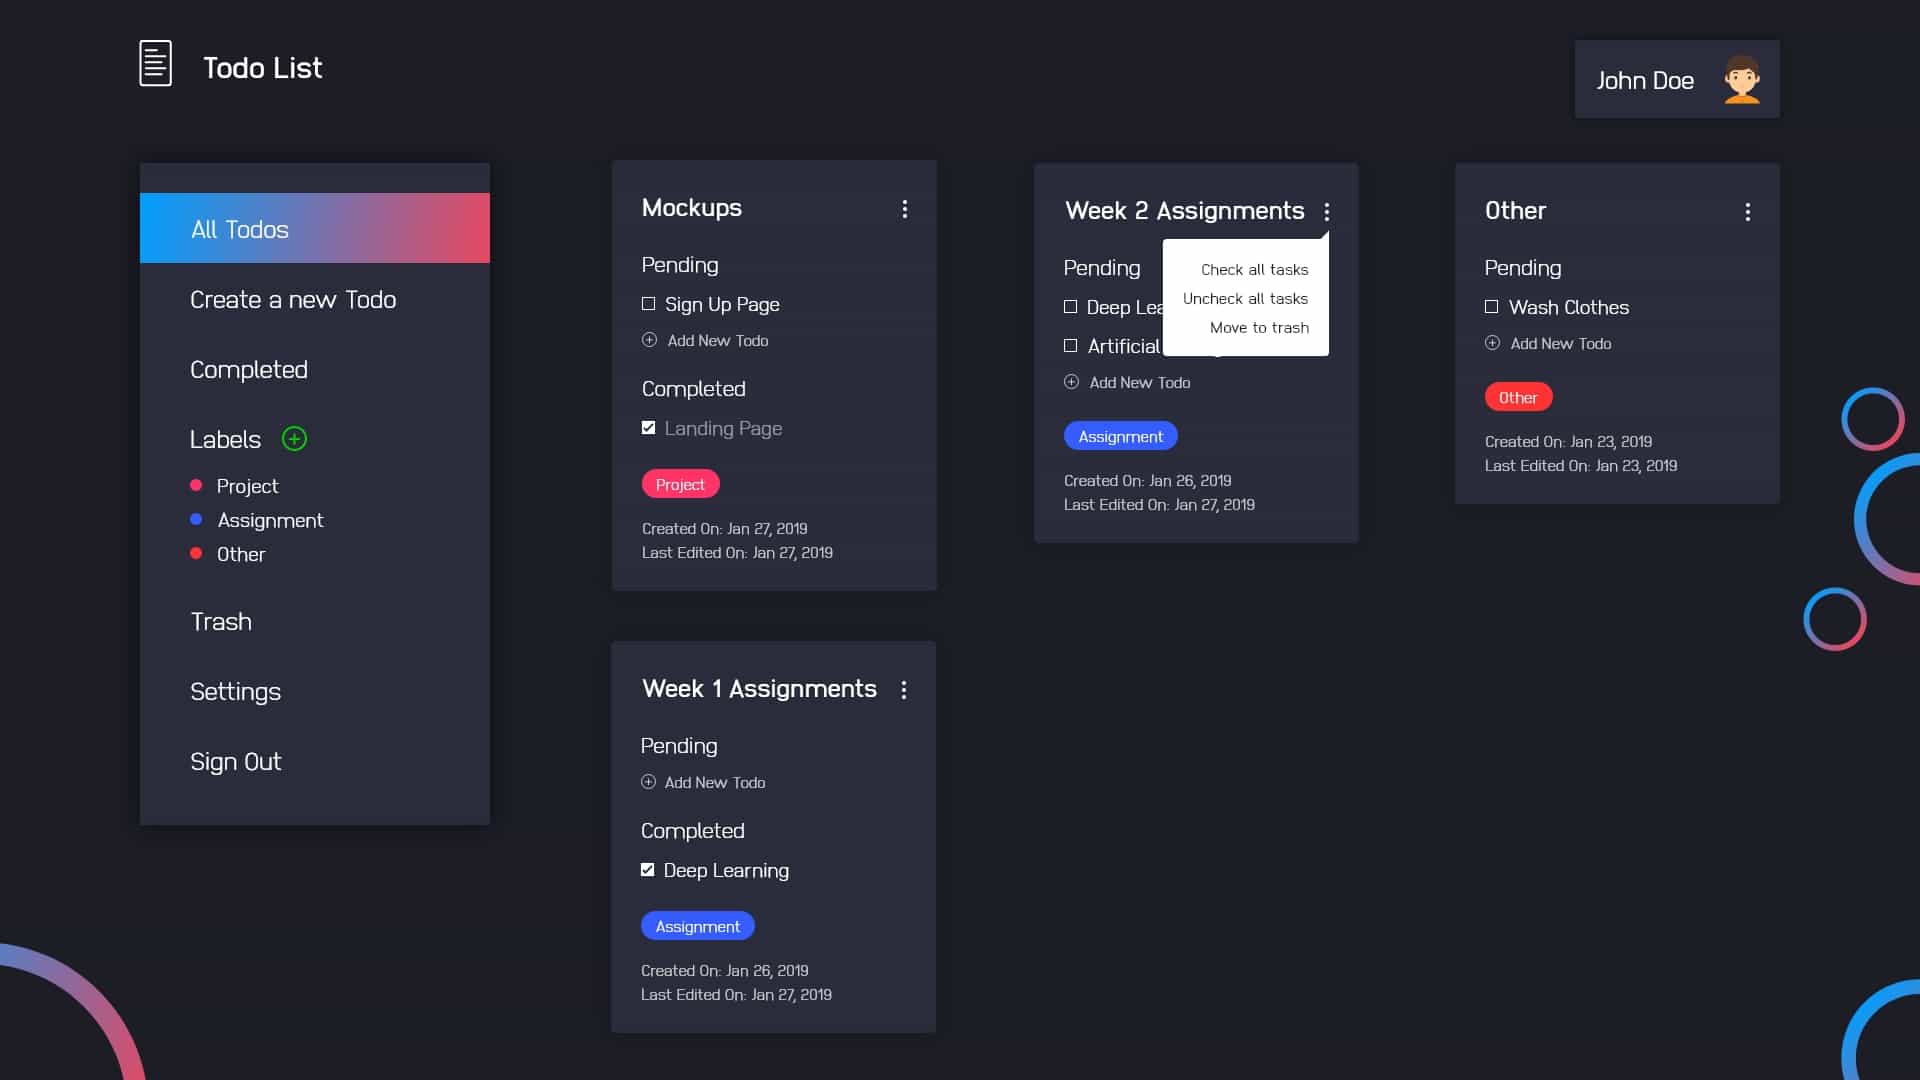 Todo List
John Doe
All Todos
Create a new Todo
Completed
Labels
Project
Assignment
Other
Trash
Settings
Sign Out
Mockups
Pending
Sign Up Page
Add New Todo
Completed
Landing Page
Project
Created On: Jan 27, 2019
Last Edited On: Jan 27, 2019
Week 1 Assignments
Pending
Add New Todo
Completed
Deep Learning
Assignment
Created On: Jan 26, 2019
Last Edited On: Jan 27, 2019
Week 2 Assignments
Check all tasks
Uncheck all tasks
Move to trash
Pending
Deep
Artificial
Add New Todo
Assignment
Created On: Jan 26, 2019
Last Edited On: Jan 27, 2019
Other
Pending
Wash Clothes
Add New Todo
Other
Created On: Jan 23, 2019
Last Edited On: Jan 23, 2019